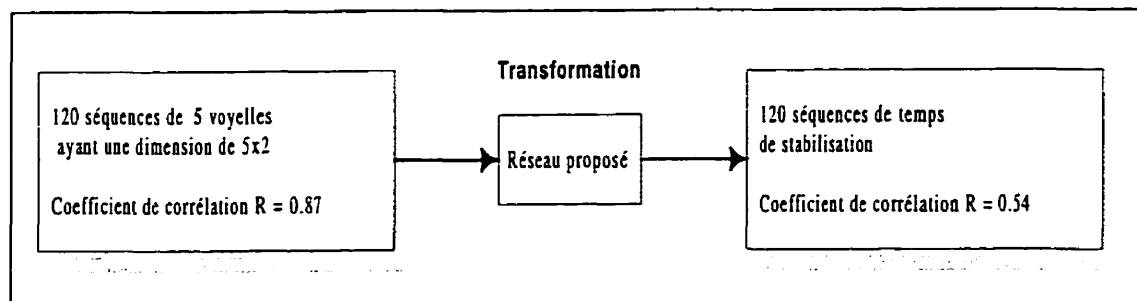 Transformation
120 séquences de 5 voyelles
ayant une dimension de 5x2
Coefficient de corrélation R = 0.87
Réseau proposé
120 séquences de temps
de stabilisation
Coefficient de corrélation R = 0.54